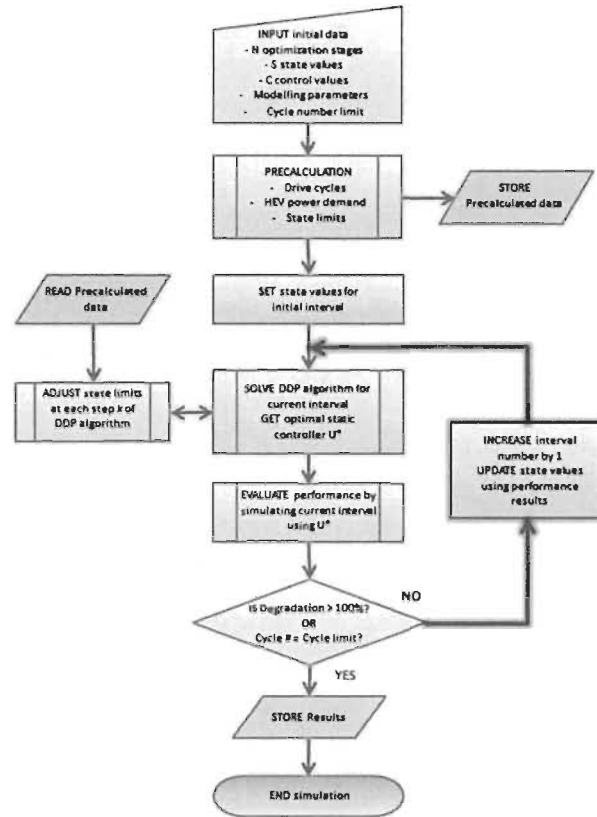 INPUT initial data
- N optimization stages
- S state values
- C control values
- Modelling parameters
- Cycle number limit
PRECALCULATION
- Drive cycles
- HEV power demand
- State limits
STORE
Precalculated data
READ Precalculated
data
SET state values for
initial interval
ADJUST state limits
at each step k of
DDP algorithm
SOLVE DDP algorithm for
current interval
GET optimal static
controller U*
INCREASE interval
number by 1
UPDATE state values
using performance
results
EVALUATE performance by
simulating current interval
using U*
NO
IS Degradation > 100%?
OR
Cycle # = Cycle limit?
YES
STORE Results
END simulation